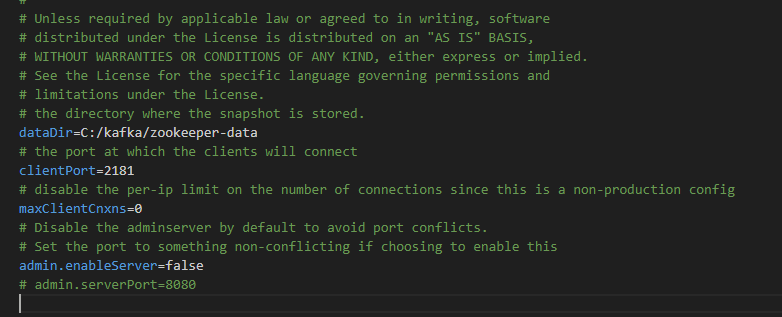 #
# Unless required by applicable law or agreed to in writing, software
# distributed under the License is distributed on an "AS IS" BASIS,
# WITHOUT WARRANTIES OR CONDITIONS OF ANY KIND, either express or implied.
# See the License for the specific language governing permissions and
# limitations under the License.
# the directory where the snapshot is stored.
dataDir=C:/kafka/zookeeper-data
# the port at which the clients will connect
clientPort=2181
# disable the per-ip limit on the number of connections since this is a non-production config
maxClientCnxns=0
# Disable the adminserver by default to avoid port conflicts.
# Set the port to something non-conflicting if choosing to enable this
admin.enableServer=false
# admin.serverPort=8080